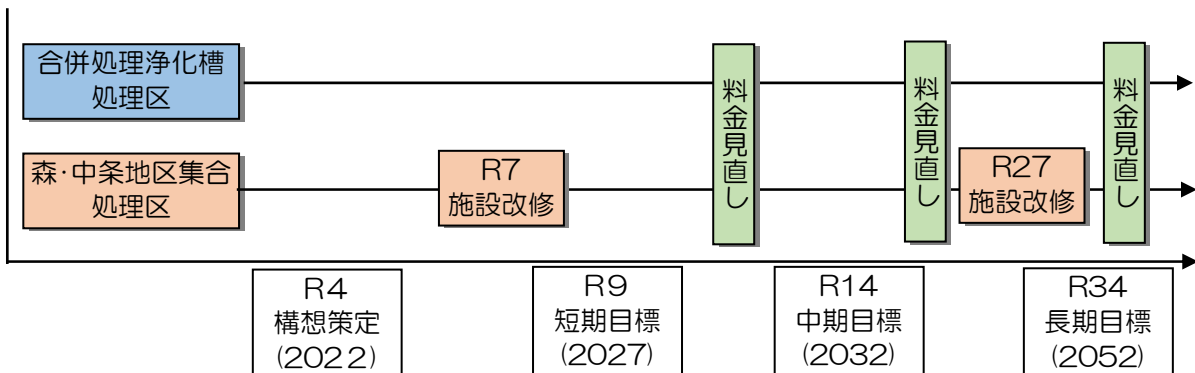 合併処理浄化槽
処理区
料金見直し
料金見直し
料金見直し
森・中条地区集合
処理区
R7
施設改修
R27
施設改修
R4
構想策定
(2022)
R9
短期目標
(2027)
R14
中期目標
(2032)
R34
長期目標
(2052)